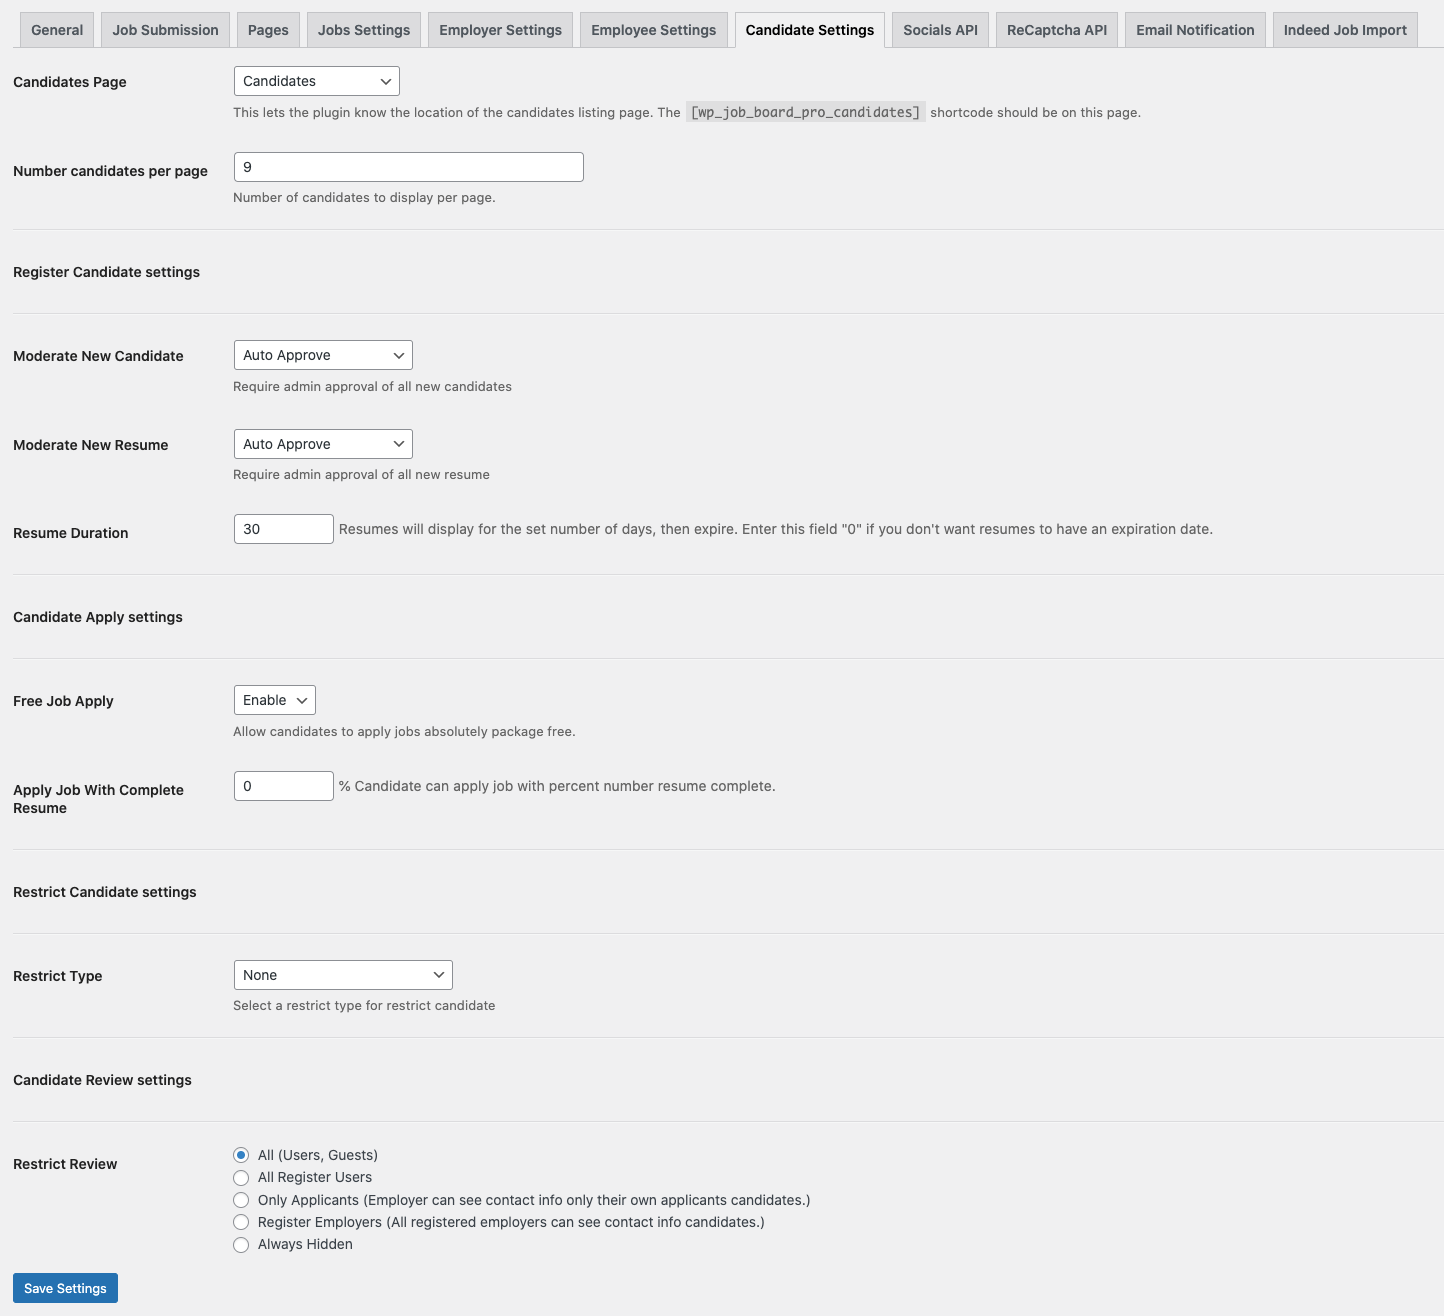 General Job Submission Pages Jobs Settings Employer Settings Employee Settings Candidate Settings Socials API ReCaptcha API Email Notification Indeed Job Import
Candidates Page Candidates
This lets the plugin know the location of the candidates listing page. The [wp_job_board_pro_candidates] shortcode should be on this page.
Number candidates per page 9
Number of candidates to display per page.
Register Candidate settings
Moderate New Candidate Auto Approve
Require admin approval of all new candidates
Moderate New Resume Auto Approve
Require admin approval of all new resume
Resume Duration 30 Resumes will display for the set number of days, then expire. Enter this field "0" if you don't want resumes to have an expiration date.
Candidate Apply settings
Free Job Apply Enable
Allow candidates to apply jobs absolutely package free.
Apply Job With Complete 0 % Candidate can apply job with percent number resume complete.
Resume
Restrict Candidate settings
Restrict Type None
Select a restrict type for restrict candidate
Candidate Review settings
Restrict Review All (Users, Guests)
All Register Users
Only Applicants (Employer can see contact info only their own applicants candidates.)
Register Employers (All registered employers can see contact info candidates.)
Always Hidden
Save Settings